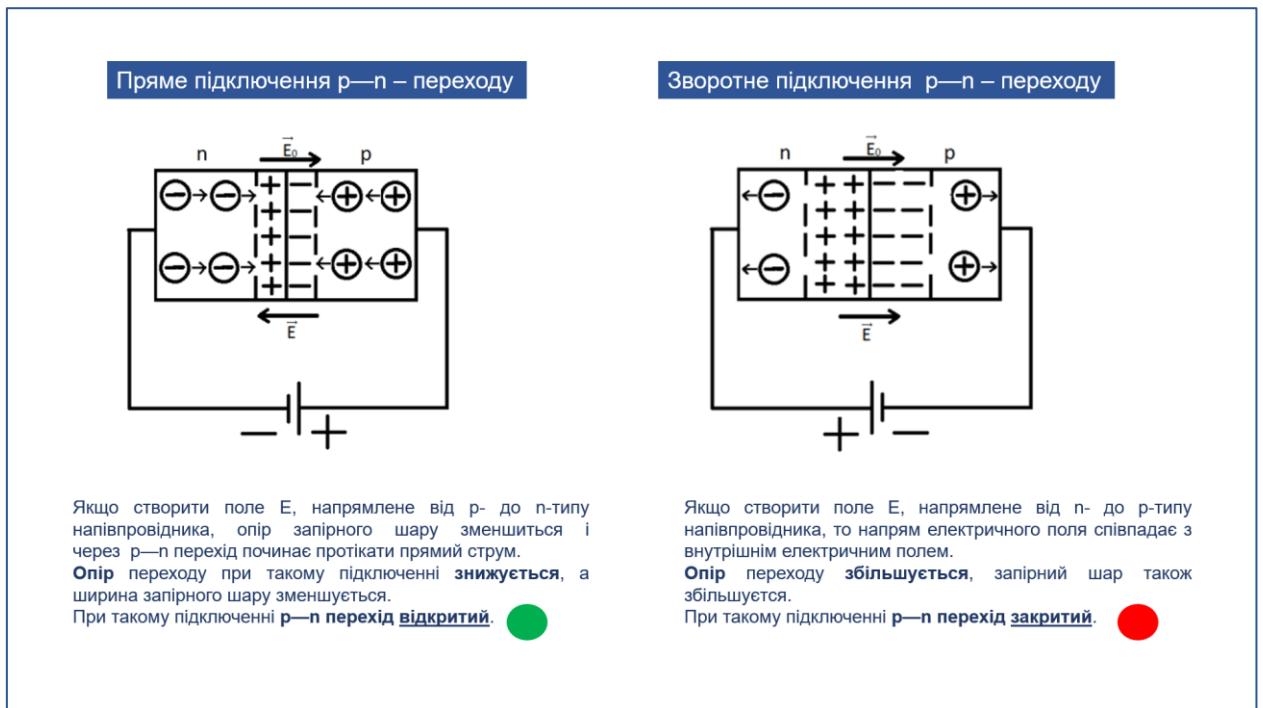 Пряме підключення p—n – переходу
n E₀ p
+ −
+ −
+ −
+ −
+ −
E
− +
Якщо створити поле Е, напрямлене від p- до n-типу
напівпровідника, опір запірного шару зменшиться і
через p—n перехід починає протікати прямий струм.
Опір переходу при такому підключенні знижується, а
ширина запірного шару зменшується.
При такому підключенні p—n перехід відкритий.
Зворотне підключення p—n – переходу
n E₀ p
+ + − −
+ + − −
+ + − −
+ + − −
+ + − −
E
+ −
Якщо створити поле Е, напрямлене від n- до p-типу
напівпровідника, то напрям електричного поля співпадає з
внутрішнім електричним полем.
Опір переходу збільшується, запірний шар також
збільшуєтся.
При такому підключенні p—n перехід закритий.